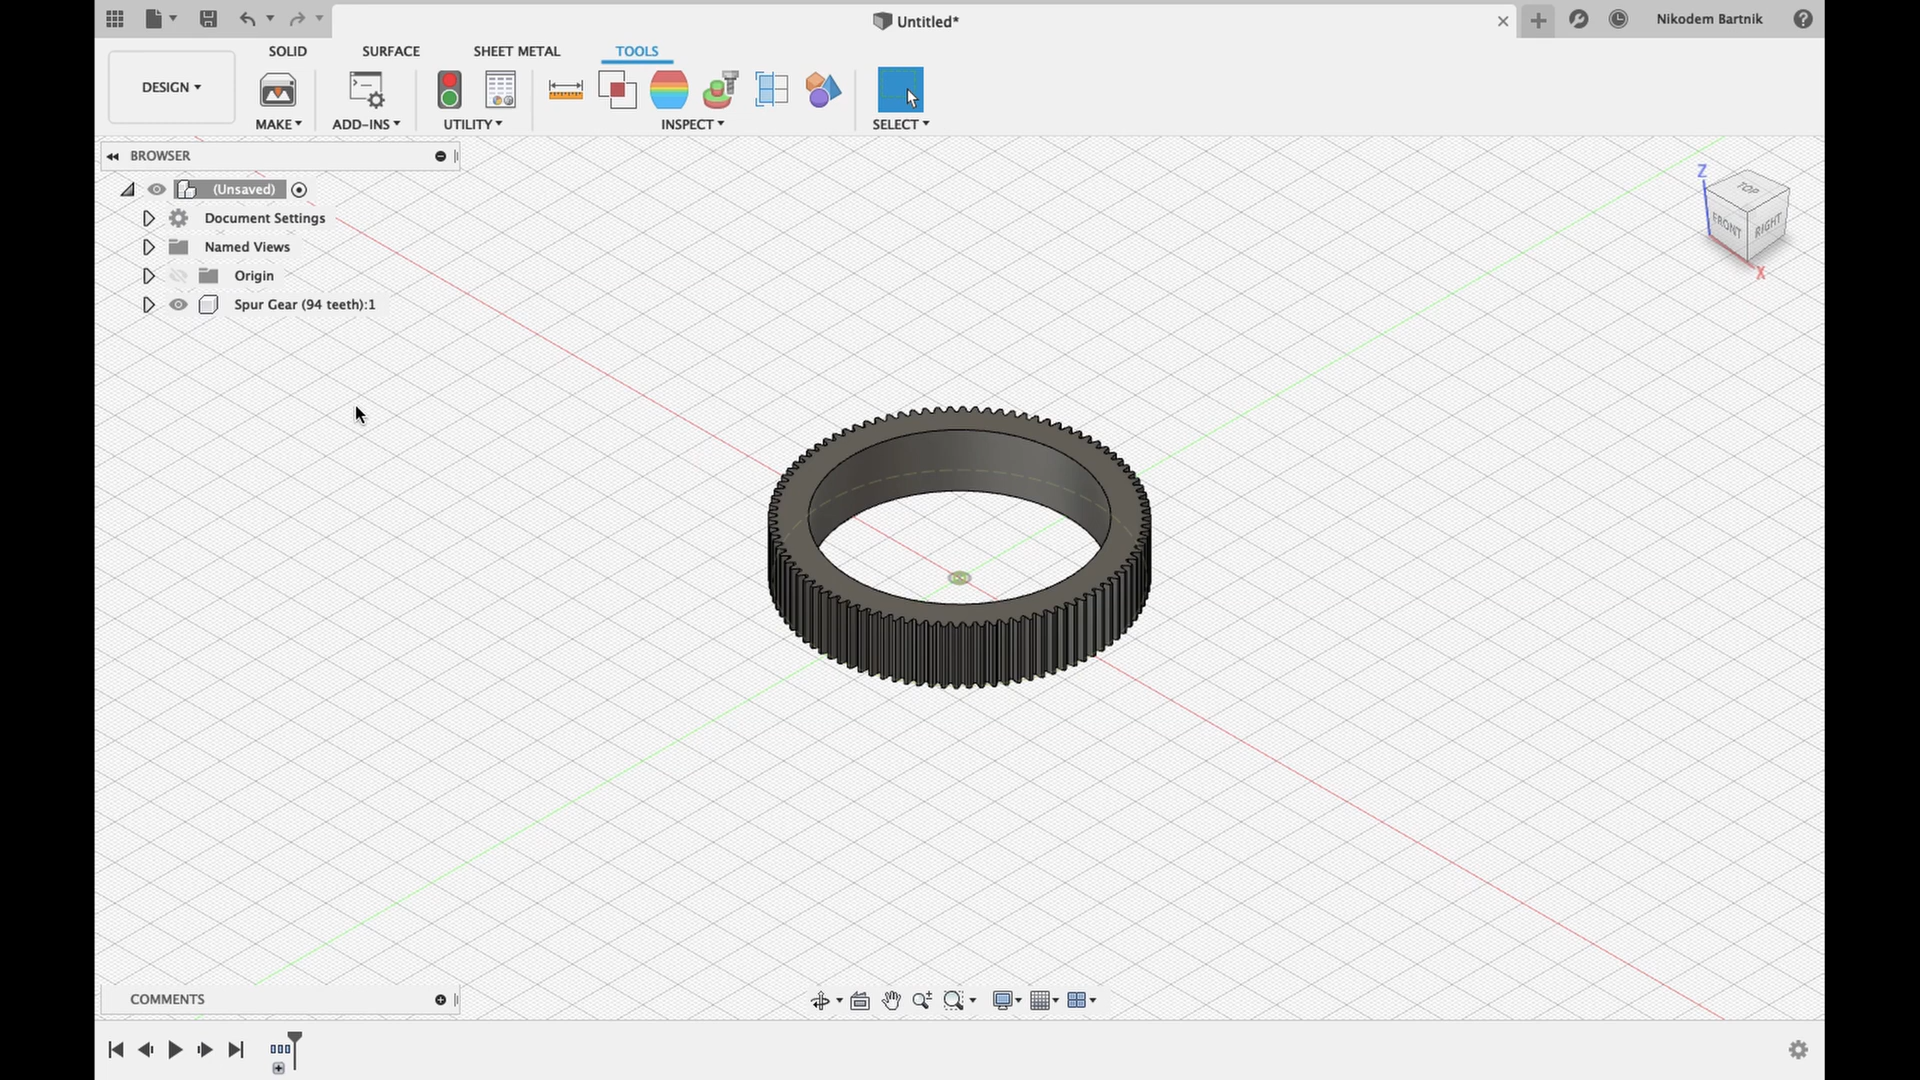 Untitled*
Nikodem Bartnik
SOLID
SURFACE
SHEET METAL
TOOLS
DESIGN
MAKE
ADD-INS
UTILITY
INSPECT
SELECT
BROWSER
(Unsaved)
Document Settings
Named Views
Origin
Spur Gear (94 teeth):1
Z
TOP
FRONT
RIGHT
X
COMMENTS